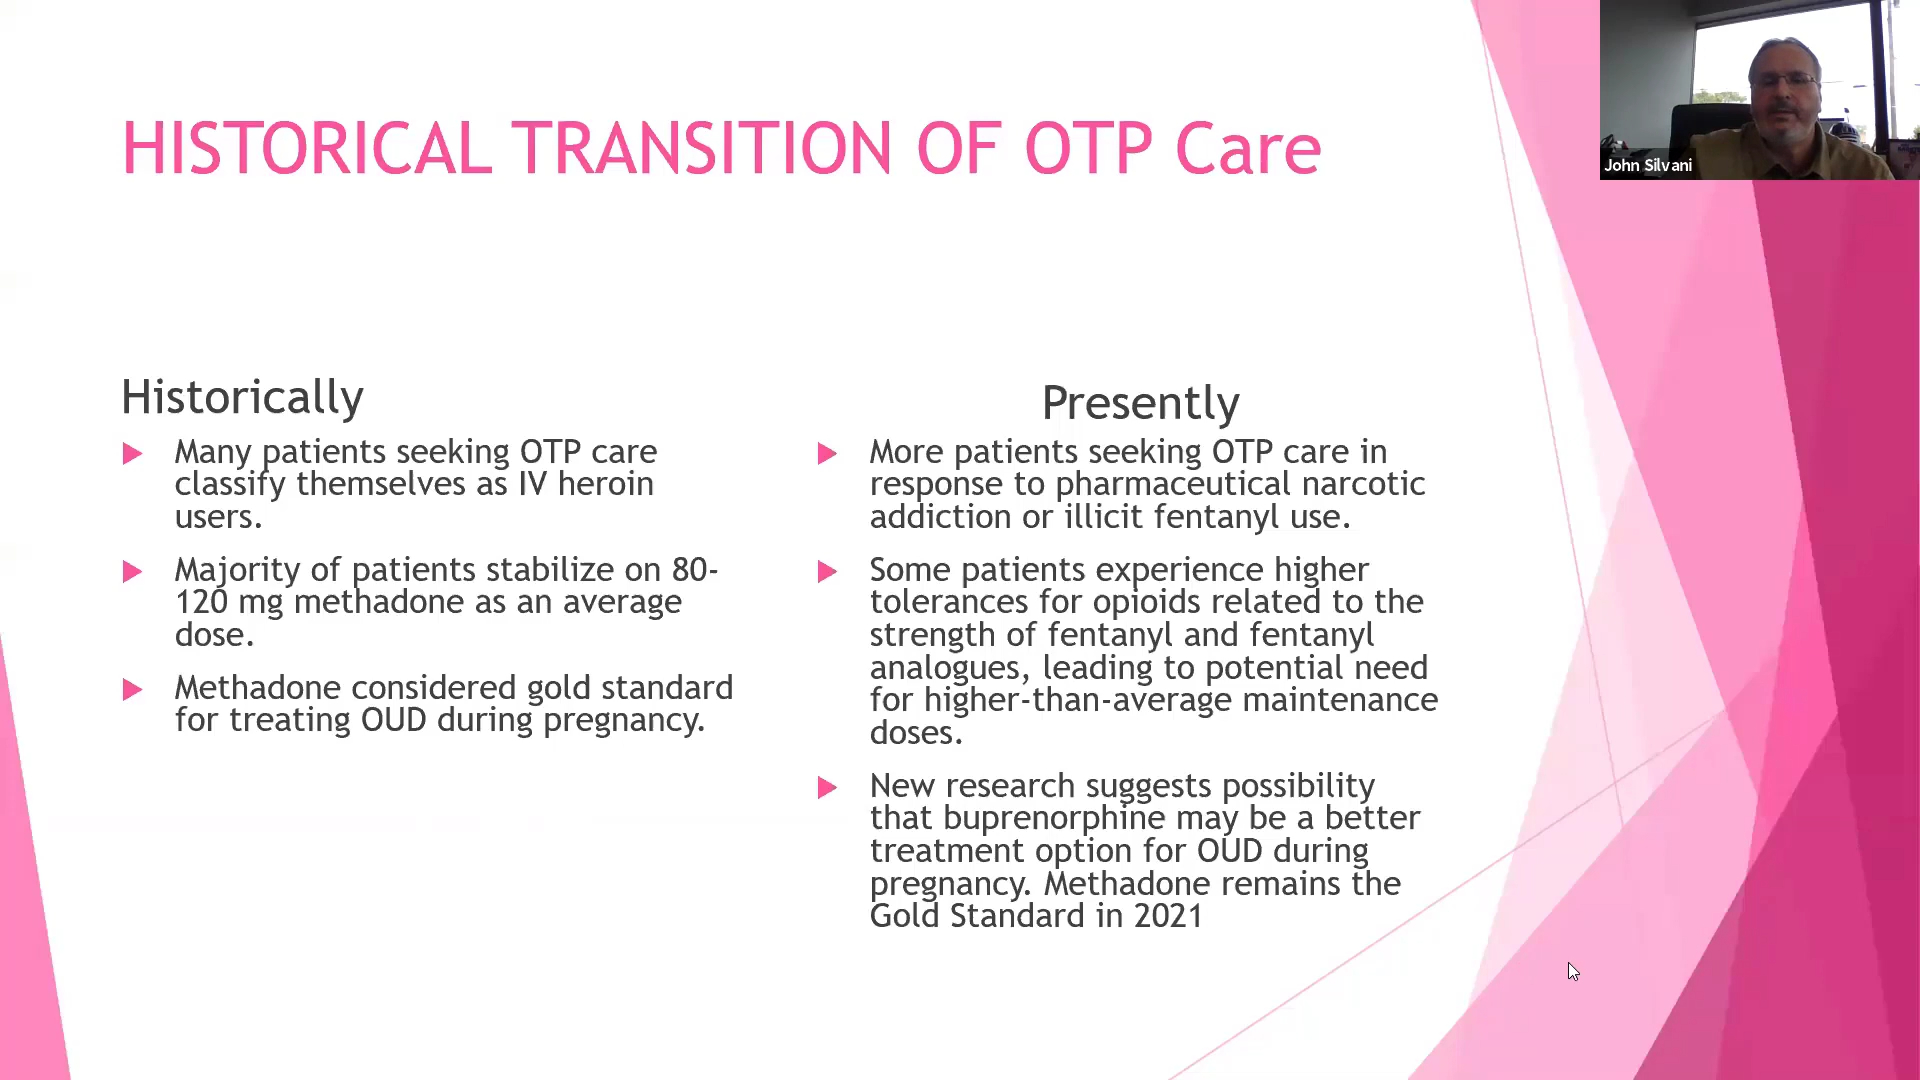 HISTORICAL TRANSITION OF OTP Care
John Silvani
Historically
Many patients seeking OTP care
classify themselves as IV heroin
users.
Majority of patients stabilize on 80-
120 mg methadone as an average
dose.
Methadone considered gold standard
for treating OUD during pregnancy.
Presently
More patients seeking OTP care in
response to pharmaceutical narcotic
addiction or illicit fentanyl use.
Some patients experience higher
tolerances for opioids related to the
strength of fentanyl and fentanyl
analogues, leading to potential need
for higher-than-average maintenance
doses.
New research suggests possibility
that buprenorphine may be a better
treatment option for OUD during
pregnancy. Methadone remains the
Gold Standard in 2021